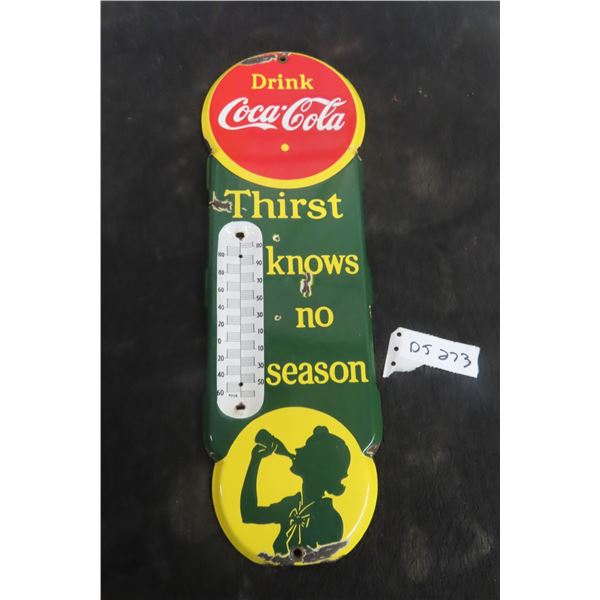 Drink
Coca-Cola
Thirst
knows
no
season
DS 273